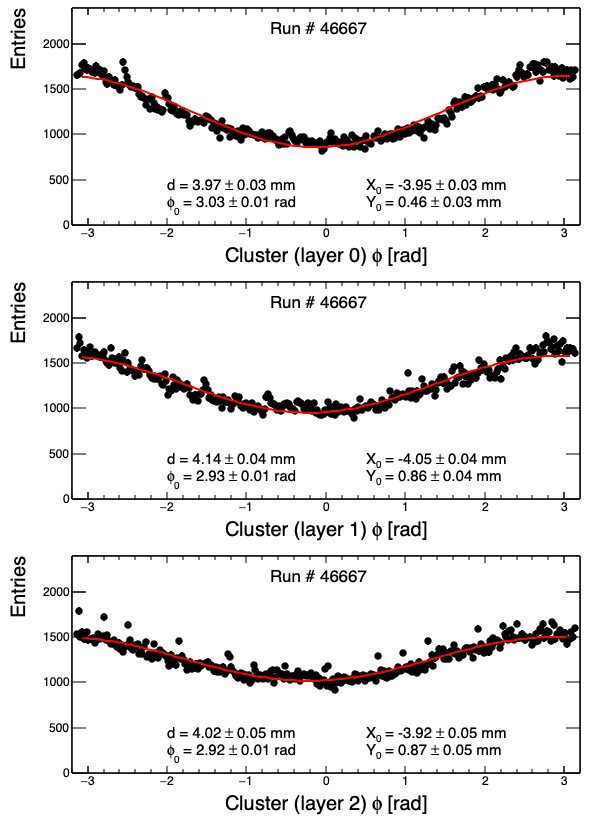 Entries
2000
1500
1000
500
0
Run # 46667
d = 3.97 ± 0.03 mm
X0 = -3.95 ± 0.03 mm
ϕ0 = 3.03 ± 0.01 rad
Y0 = 0.46 ± 0.03 mm
−3 −2 −1 0 1 2 3
Cluster (layer 0) ϕ [rad]
Entries
2000
1500
1000
500
0
Run # 46667
d = 4.14 ± 0.04 mm
X0 = -4.05 ± 0.04 mm
ϕ0 = 2.93 ± 0.01 rad
Y0 = 0.86 ± 0.04 mm
−3 −2 −1 0 1 2 3
Cluster (layer 1) ϕ [rad]
Entries
2000
1500
1000
500
0
Run # 46667
d = 4.02 ± 0.05 mm
X0 = -3.92 ± 0.05 mm
ϕ0 = 2.92 ± 0.01 rad
Y0 = 0.87 ± 0.05 mm
−3 −2 −1 0 1 2 3
Cluster (layer 2) ϕ [rad]